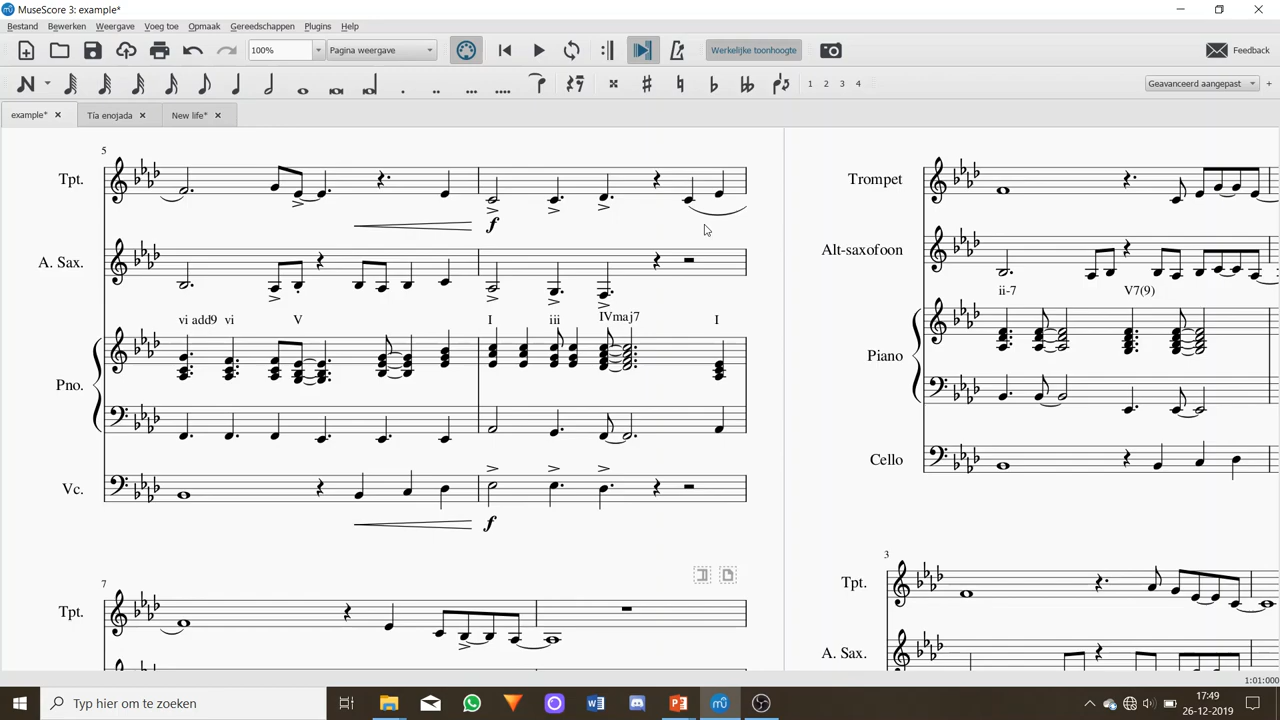 MuseScore 3: example*
Bestand Bewerken Weergave Voeg toe Opmaak Gereedschappen Plugins Help
100% Pagina weergave Werkelijke toonhoogte Feedback
1 2 3 4 Geavanceerd aangepast +
example* Tía enojada New life*
5
Tpt.
f
A. Sax.
vi add9 vi V I iii IVmaj7 I
Pno.
Vc.
f
7
Tpt.
Trompet
Alt-saxofoon
ii-7 V7(9)
Piano
Cello
3
Tpt.
A. Sax.
1:01:000
Typ hier om te zoeken
17:49
26-12-2019